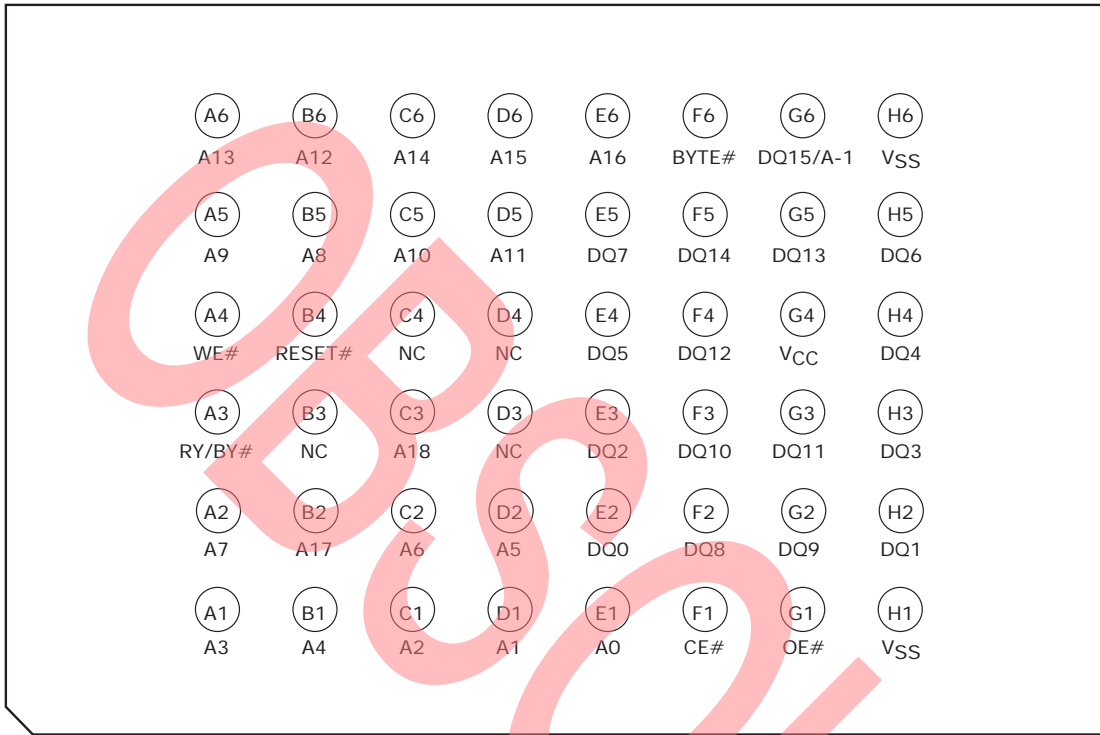 A6 B6 C6 D6 E6 F6 G6 H6
A13 A12 A14 A15 A16 BYTE# DQ15/A-1 VSS
A5 B5 C5 D5 E5 F5 G5 H5
A9 A8 A10 A11 DQ7 DQ14 DQ13 DQ6
A4 B4 C4 D4 E4 F4 G4 H4
WE# RESET# NC NC DQ5 DQ12 VCC DQ4
A3 B3 C3 D3 E3 F3 G3 H3
RY/BY# NC A18 NC DQ2 DQ10 DQ11 DQ3
A2 B2 C2 D2 E2 F2 G2 H2
A7 A17 A6 A5 DQ0 DQ8 DQ9 DQ1
A1 B1 C1 D1 E1 F1 G1 H1
A3 A4 A2 A1 A0 CE# OE# VSS
OBSOL